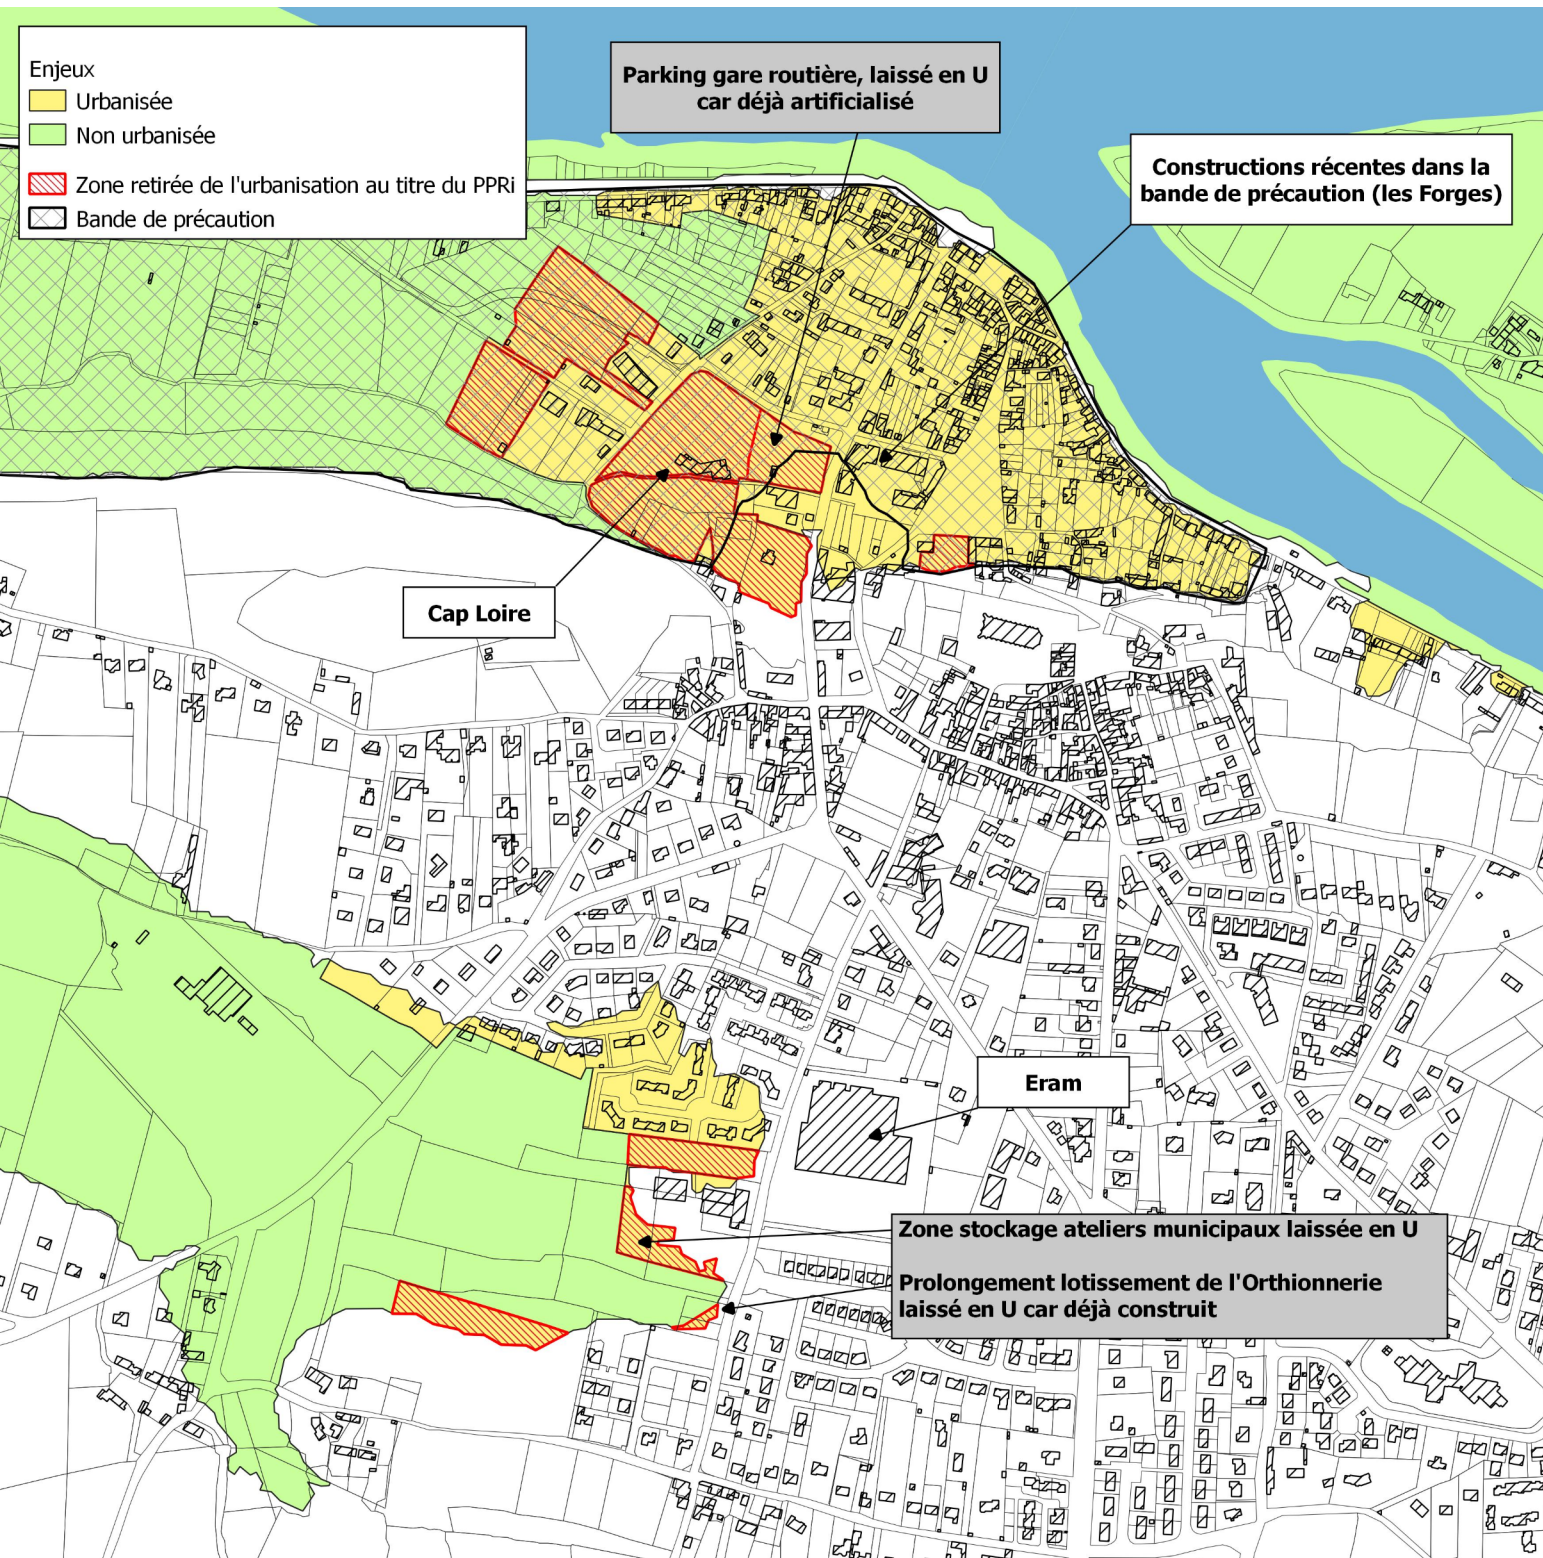 Enjeux
Urbanisée
Non urbanisée
Zone retirée de l'urbanisation au titre du PPRi
Bande de précaution
Parking gare routière, laissé en U
car déjà artificialisé
Constructions récentes dans la
bande de précaution (les Forges)
Cap Loire
Eram
Zone stockage ateliers municipaux laissée en U
Prolongement lotissement de l'Orthionnerie
laissé en U car déjà construit